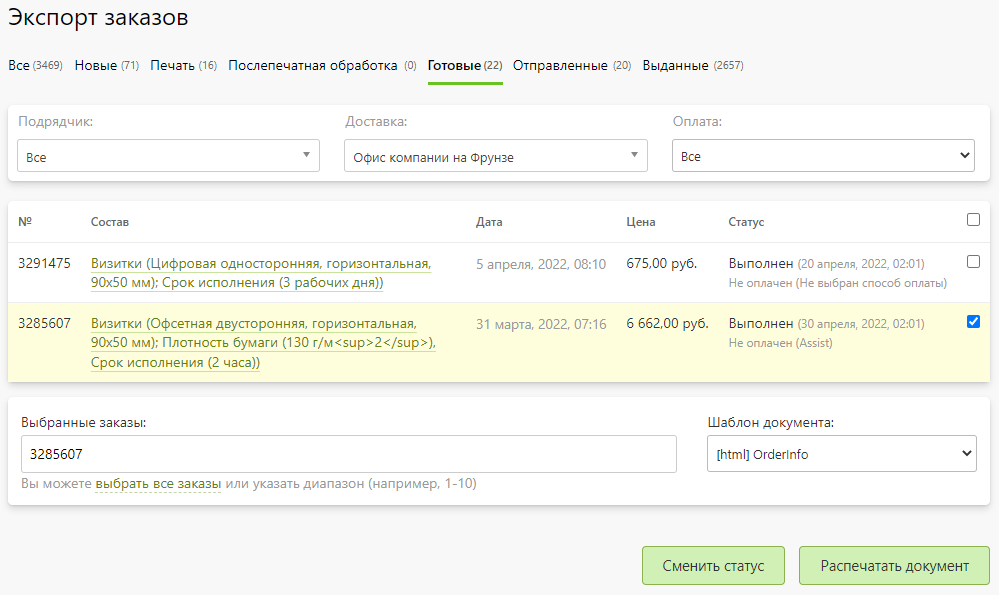 Экспорт заказов
Все (3469) Новые (71) Печать (16) Послепечатная обработка (0) Готовые (22) Отправленные (20) Выданные (2657)
Подрядчик: Доставка: Оплата:
Все Офис компании на Фрунзе Все
№ Состав Дата Цена Статус
3291475 Визитки (Цифровая односторонняя, горизонтальная, 5 апреля, 2022, 08:10 675,00 руб. Выполнен (20 апреля, 2022, 02:01)
90x50 мм); Срок исполнения (3 рабочих дня)) Не оплачен (Не выбран способ оплаты)
3285607 Визитки (Офсетная двусторонняя, горизонтальная, 31 марта, 2022, 07:16 6 662,00 руб. Выполнен (30 апреля, 2022, 02:01)
90x50 мм); Плотность бумаги (130 г/м<sup>2</sup>), Не оплачен (Assist)
Срок исполнения (2 часа))
Выбранные заказы: Шаблон документа:
3285607 [html] OrderInfo
Вы можете выбрать все заказы или указать диапазон (например, 1-10)
Сменить статус Распечатать документ